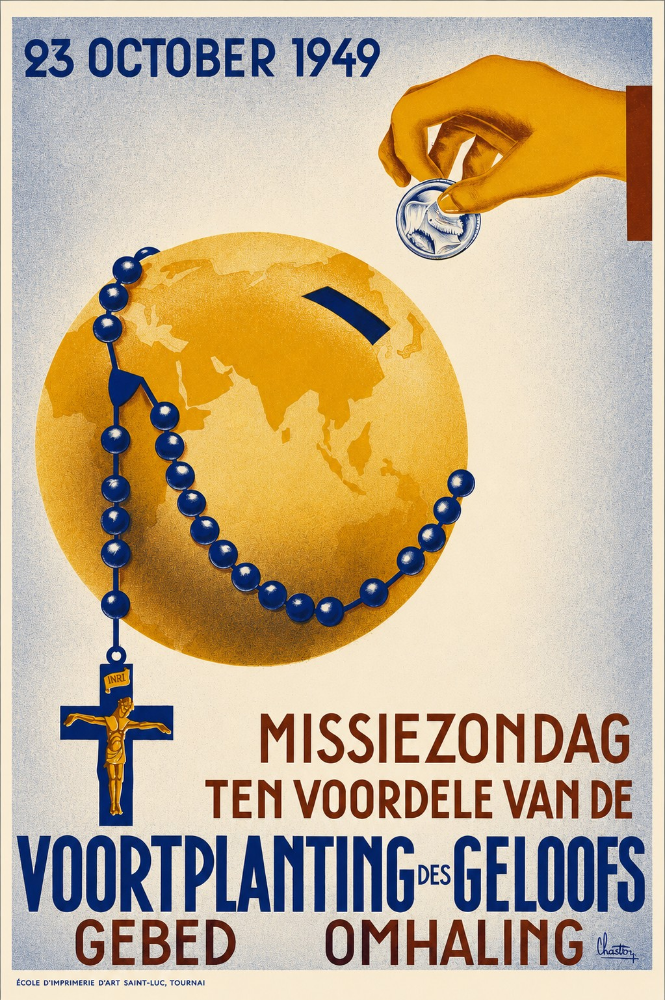 23 OCTOBER 1949
INRI
MISSIEZONDAG
TEN VOORDELE VAN DE
VOORTPLANTING DES GELOOFS
GEBED OMHALING
ÉCOLE D'IMPRIMERIE D'ART SAINT-LUC, TOURNAI